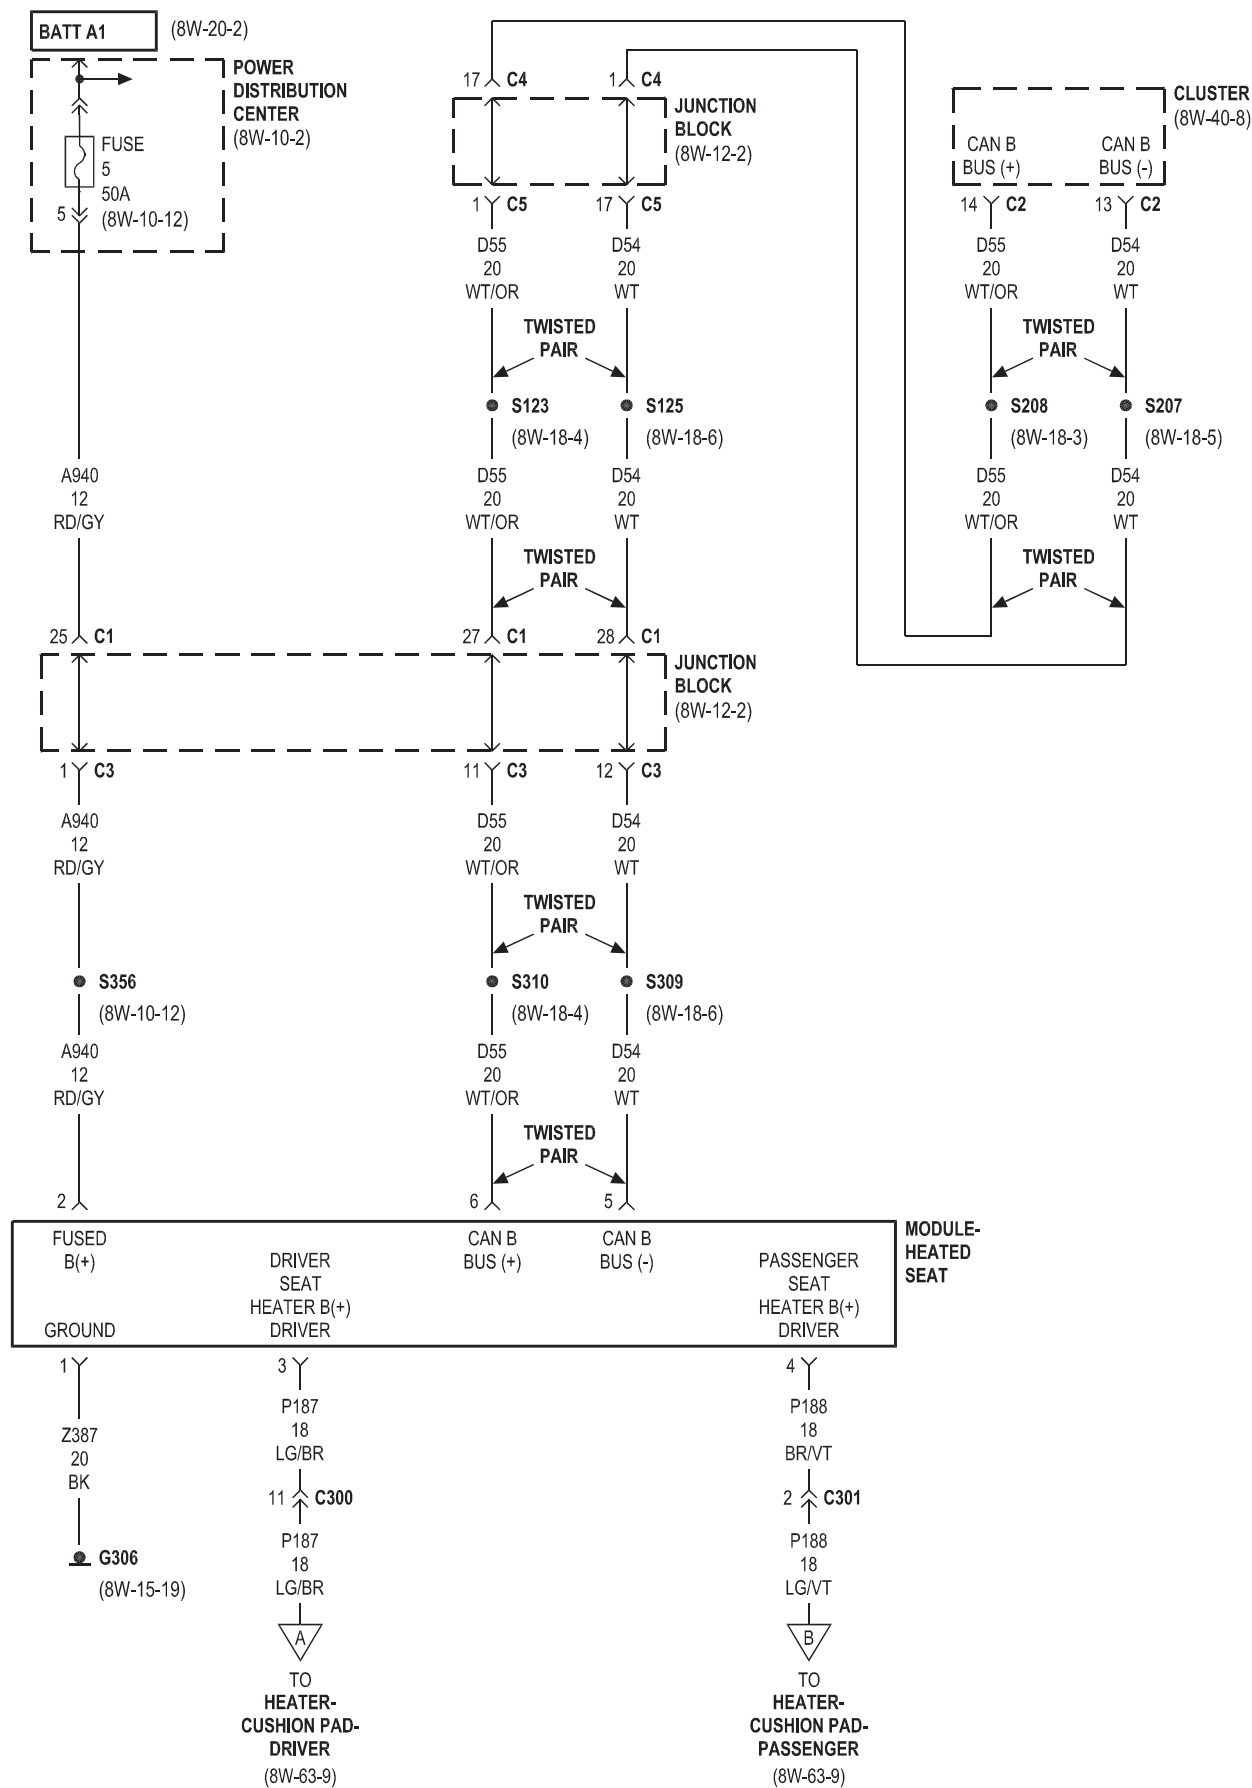 BATT A1
(8W-20-2)
POWER
DISTRIBUTION
CENTER
(8W-10-2)
FUSE
5
50A
(8W-10-12)
5
17 C4
1 C4
JUNCTION
BLOCK
(8W-12-2)
CLUSTER
(8W-40-8)
CAN B
BUS (+)
CAN B
BUS (-)
1 C5
17 C5
14 C2
13 C2
D55
20
WT/OR
D54
20
WT
D55
20
WT/OR
D54
20
WT
TWISTED
PAIR
TWISTED
PAIR
S123
(8W-18-4)
S125
(8W-18-6)
S208
(8W-18-3)
S207
(8W-18-5)
A940
12
RD/GY
D55
20
WT/OR
D54
20
WT
D55
20
WT/OR
D54
20
WT
TWISTED
PAIR
TWISTED
PAIR
25 C1
27 C1
28 C1
JUNCTION
BLOCK
(8W-12-2)
1 C3
11 C3
12 C3
A940
12
RD/GY
D55
20
WT/OR
D54
20
WT
TWISTED
PAIR
S356
(8W-10-12)
S310
(8W-18-4)
S309
(8W-18-6)
A940
12
RD/GY
D55
20
WT/OR
D54
20
WT
TWISTED
PAIR
2
6
5
MODULE-
HEATED
SEAT
FUSED
B(+)
CAN B
BUS (+)
CAN B
BUS (-)
DRIVER
SEAT
HEATER B(+)
DRIVER
PASSENGER
SEAT
HEATER B(+)
DRIVER
GROUND
1
3
4
Z387
20
BK
P187
18
LG/BR
P188
18
BR/VT
11 C300
2 C301
G306
(8W-15-19)
P187
18
LG/BR
P188
18
LG/VT
A
B
TO
HEATER-
CUSHION PAD-
DRIVER
(8W-63-9)
TO
HEATER-
CUSHION PAD-
PASSENGER
(8W-63-9)